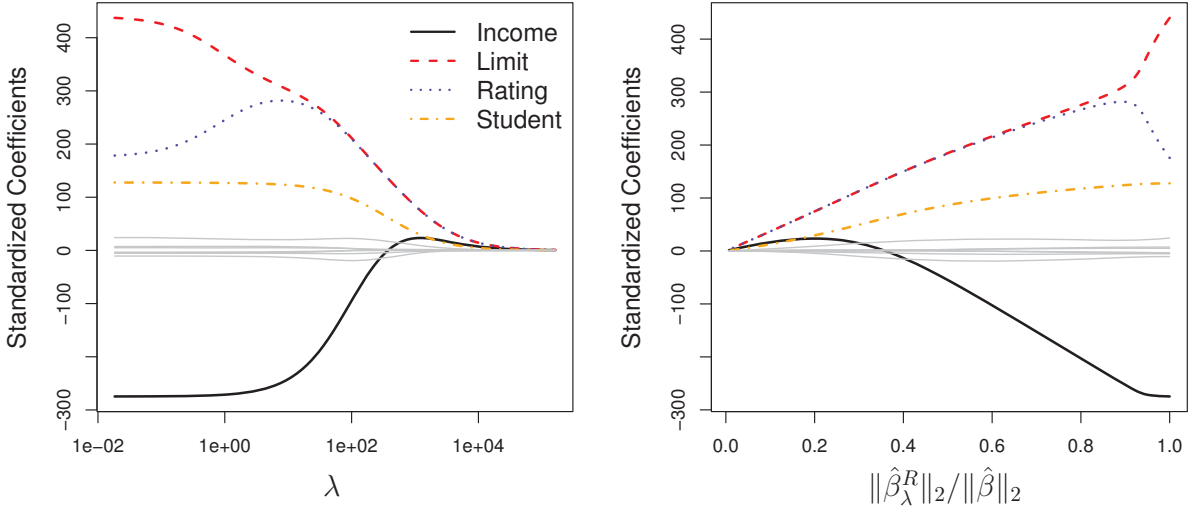 Standardized Coefficients
400
300
200
100
0
-100
-300
1e-02
1e+00
1e+02
1e+04
λ
Income
Limit
Rating
Student
Standardized Coefficients
400
300
200
100
0
-100
-300
0.0
0.2
0.4
0.6
0.8
1.0
‖β̂λᴿ‖₂/‖β̂‖₂